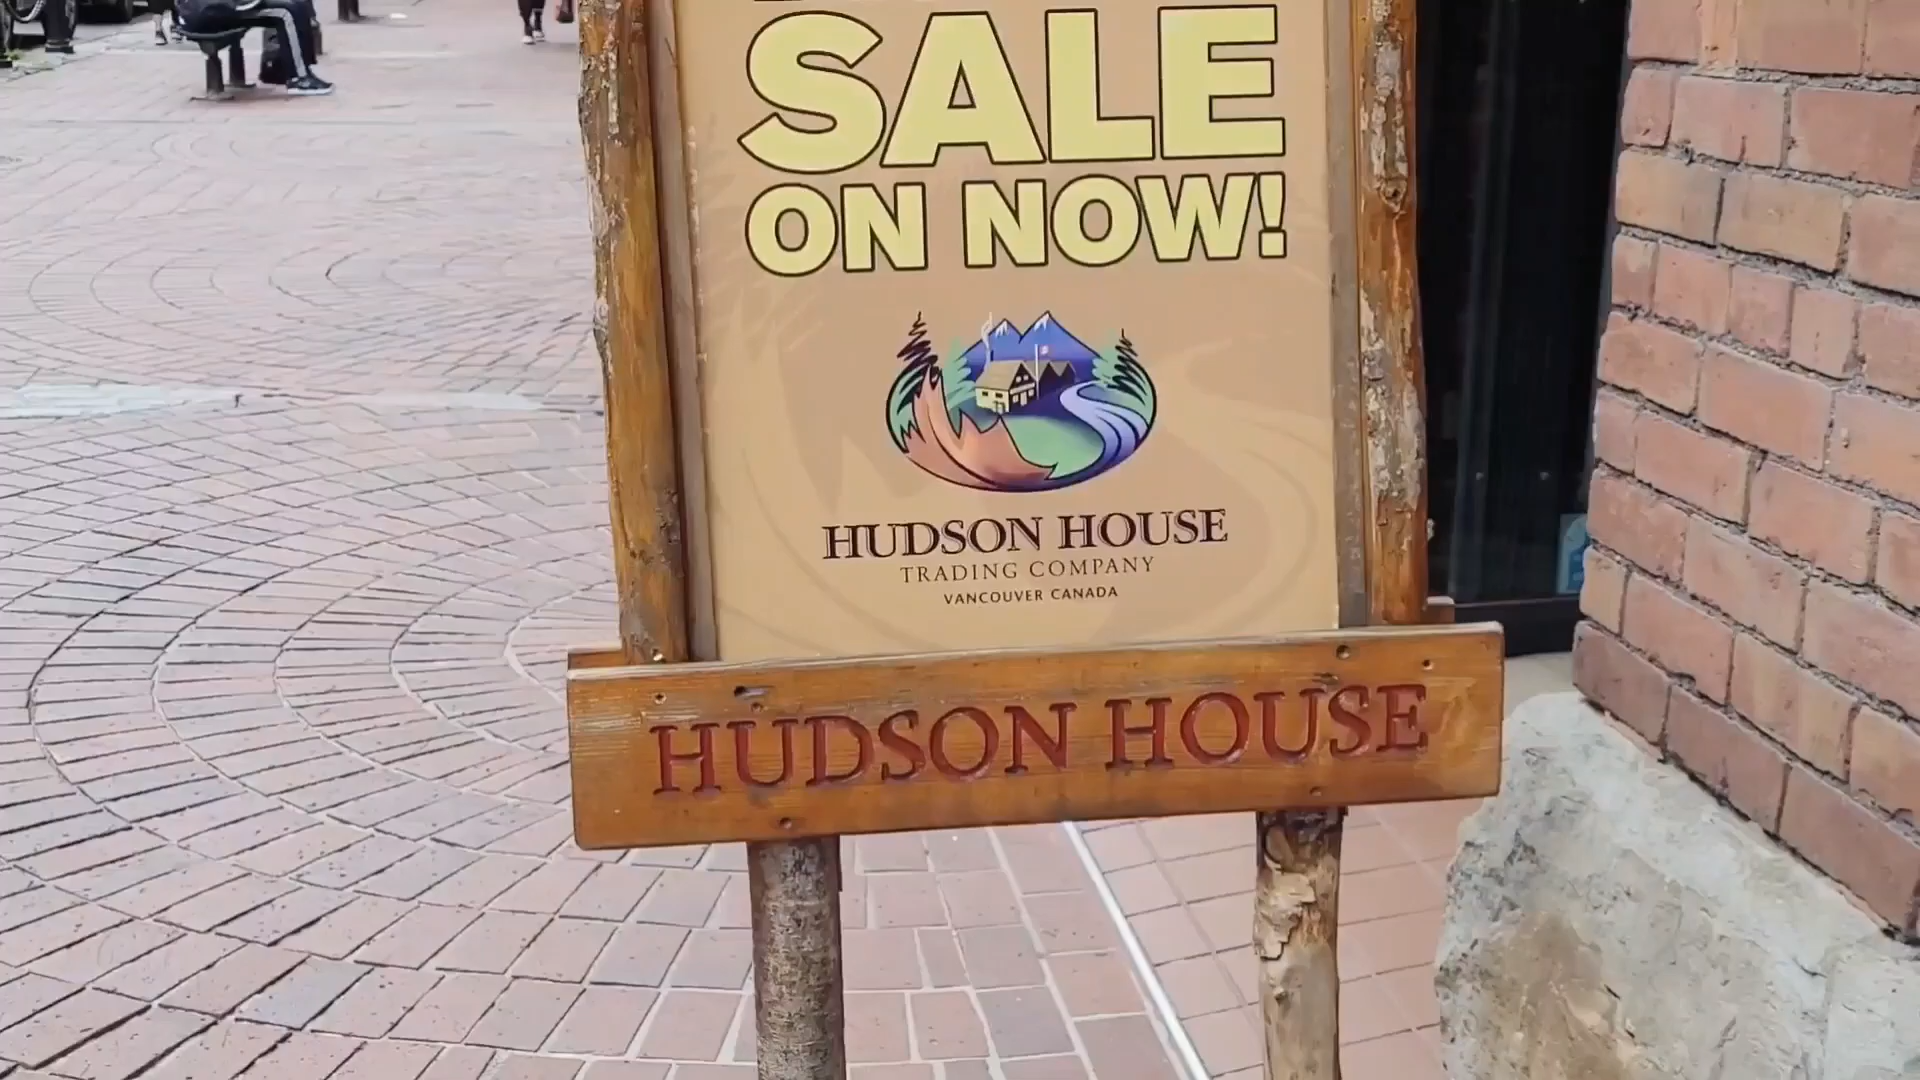 SALE
ON NOW!
HUDSON HOUSE
TRADING COMPANY
VANCOUVER CANADA
HUDSON HOUSE